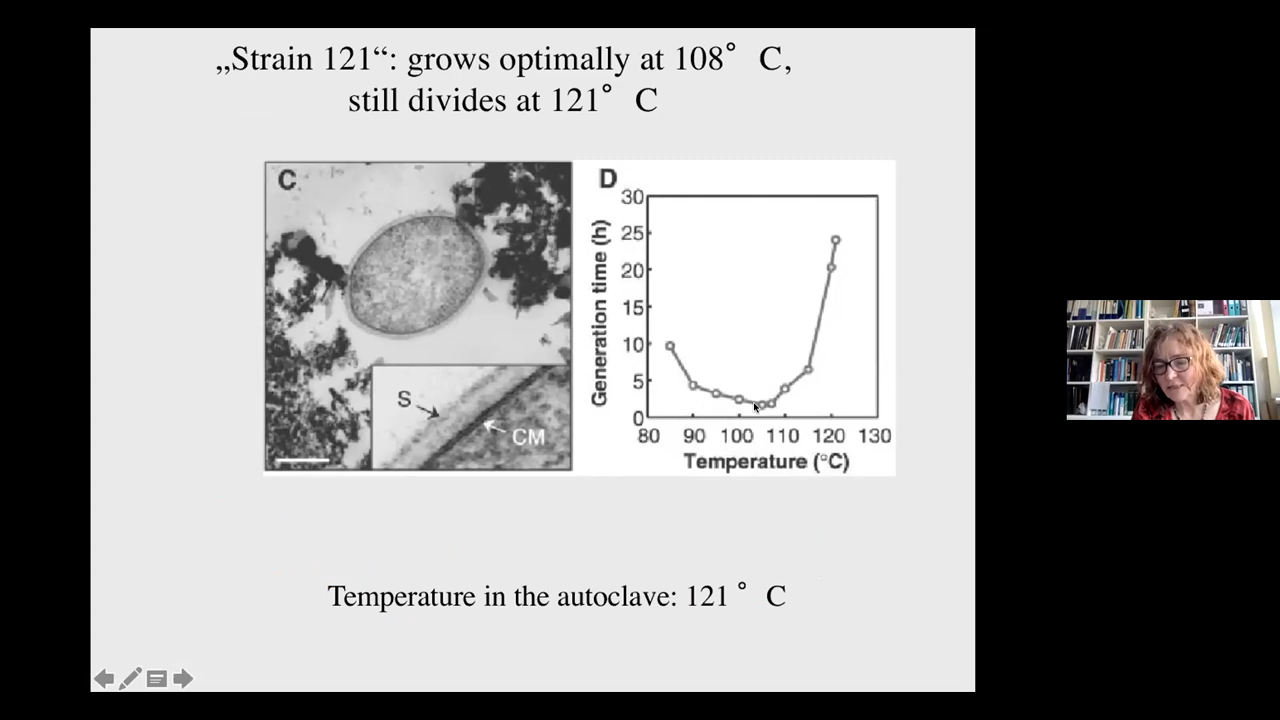 „Strain 121“: grows optimally at 108° C,
still divides at 121° C
C
S
CM
D
Generation time (h)
30
25
20
15
10
5
0
80 90 100 110 120 130
Temperature (°C)
Temperature in the autoclave: 121 ° C